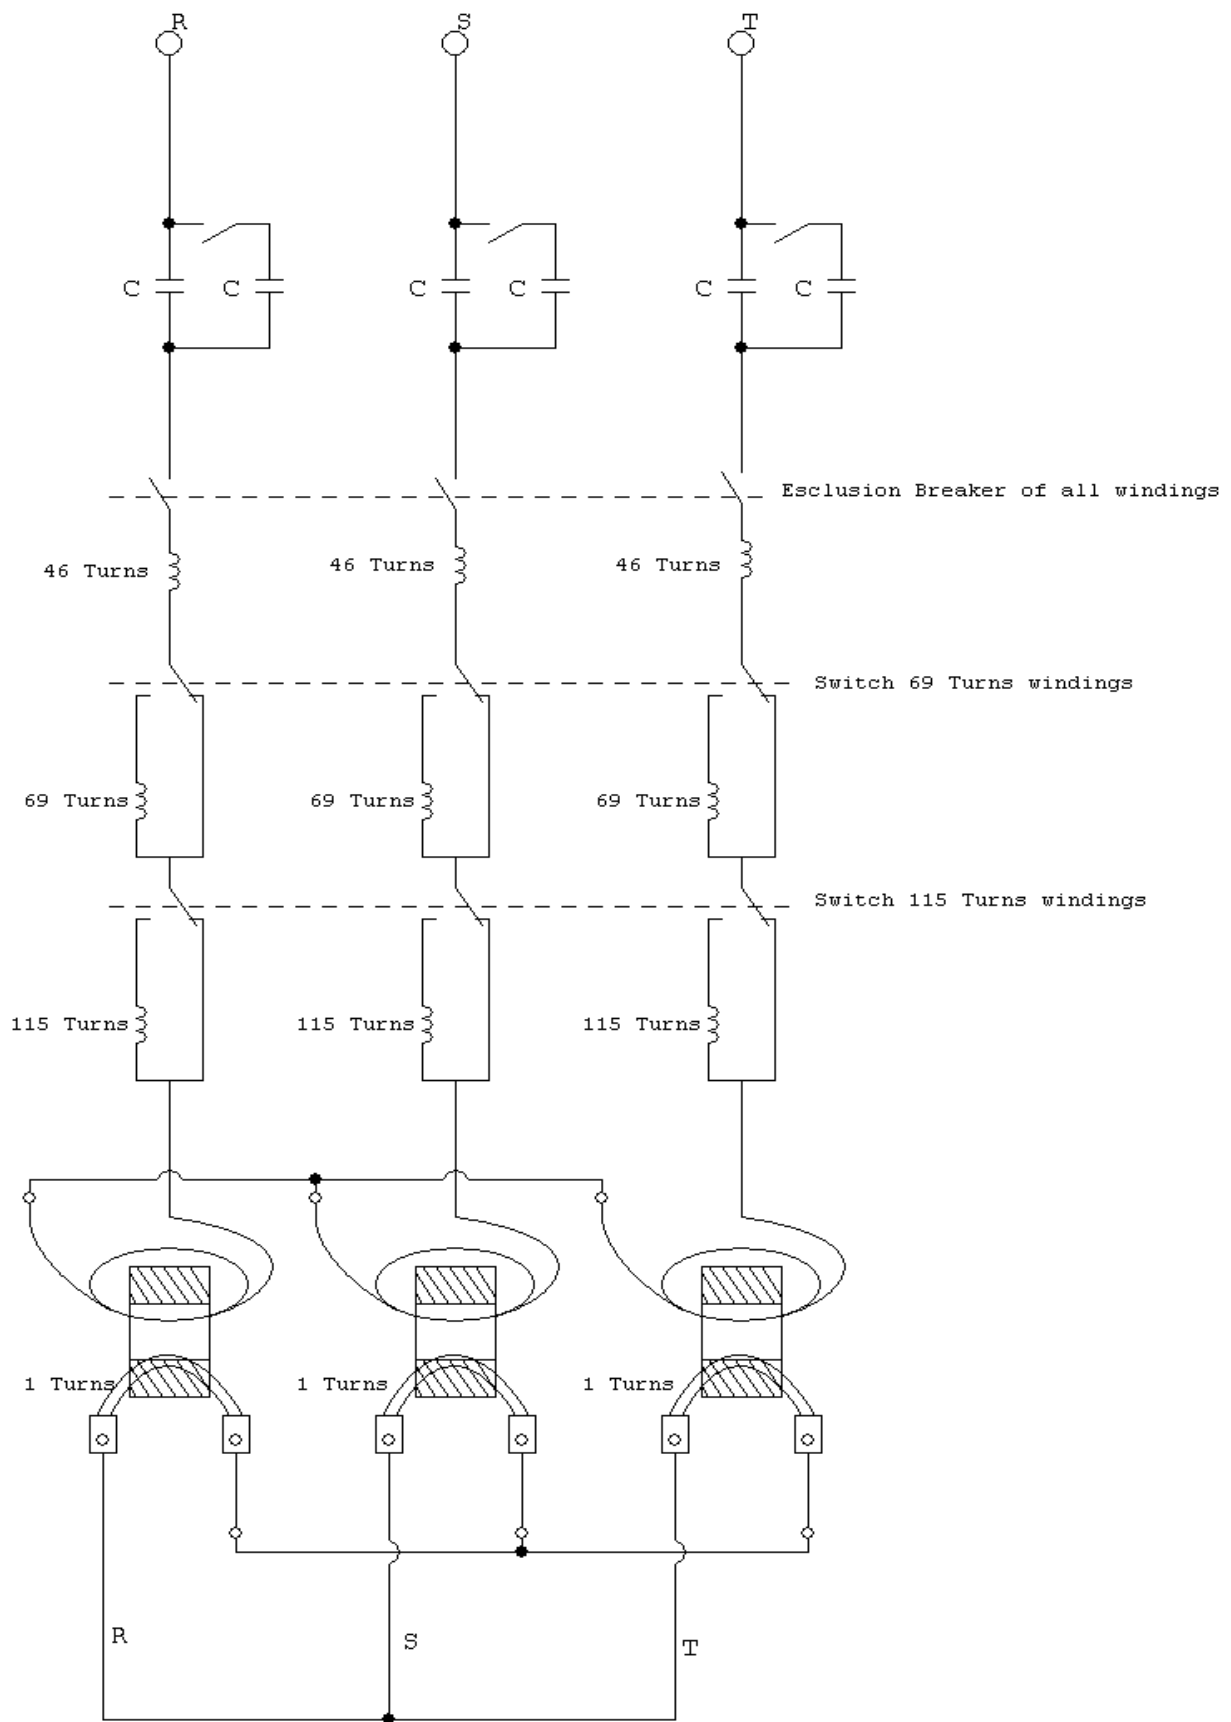 R S T
C C C C C C
Esclusion Breaker of all windings
46 Turns 46 Turns 46 Turns
Switch 69 Turns windings
69 Turns 69 Turns 69 Turns
Switch 115 Turns windings
115 Turns 115 Turns 115 Turns
1 Turns 1 Turns 1 Turns
R S T